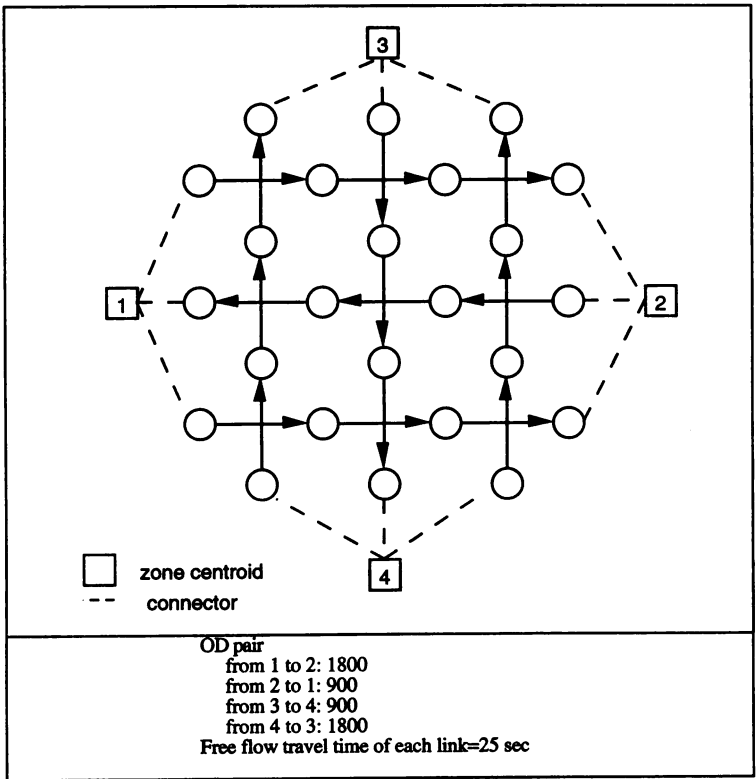 3
1
2
4
zone centroid
connector
OD pair
from 1 to 2: 1800
from 2 to 1: 900
from 3 to 4: 900
from 4 to 3: 1800
Free flow travel time of each link=25 sec